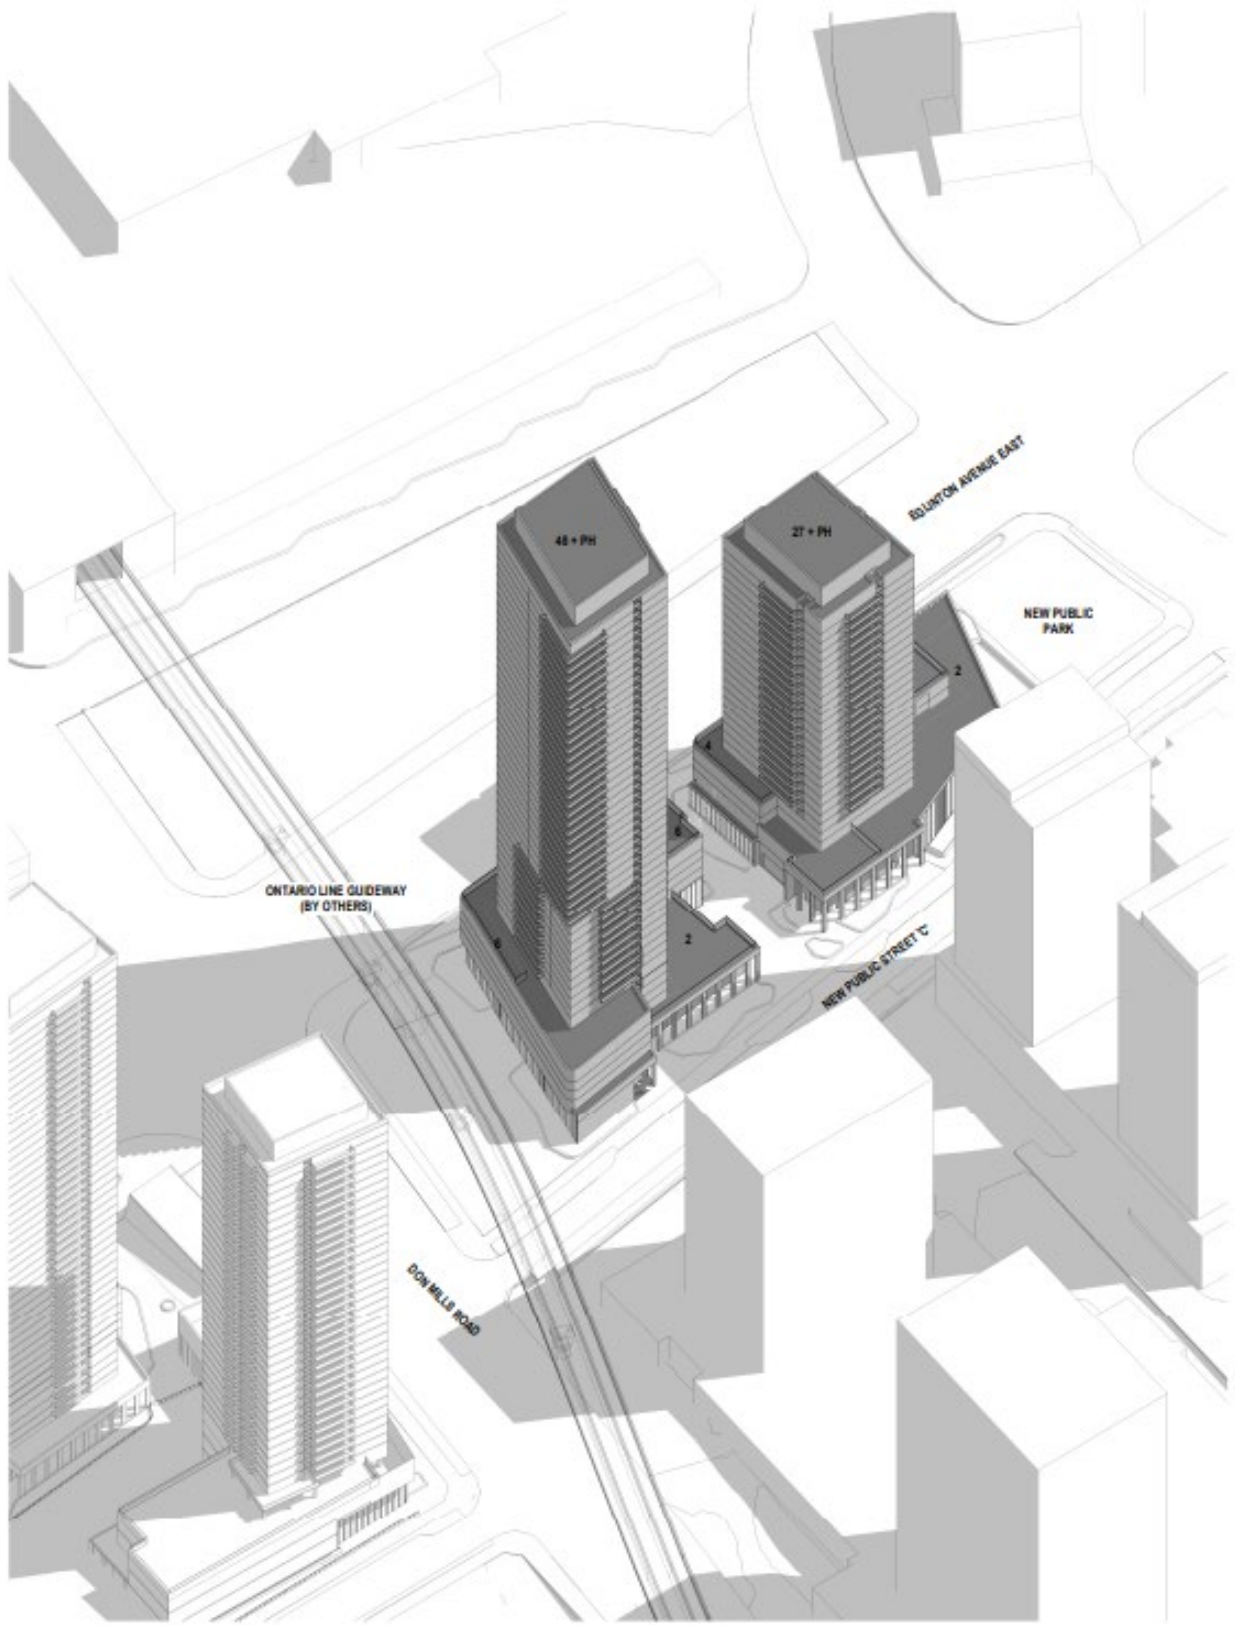 EGLINTON AVENUE EAST
48 + PH
27 + PH
NEW PUBLIC
PARK
2
4
6
ONTARIO LINE GUIDEWAY
(BY OTHERS)
6
2
NEW PUBLIC STREET 'C'
DON MILLS ROAD